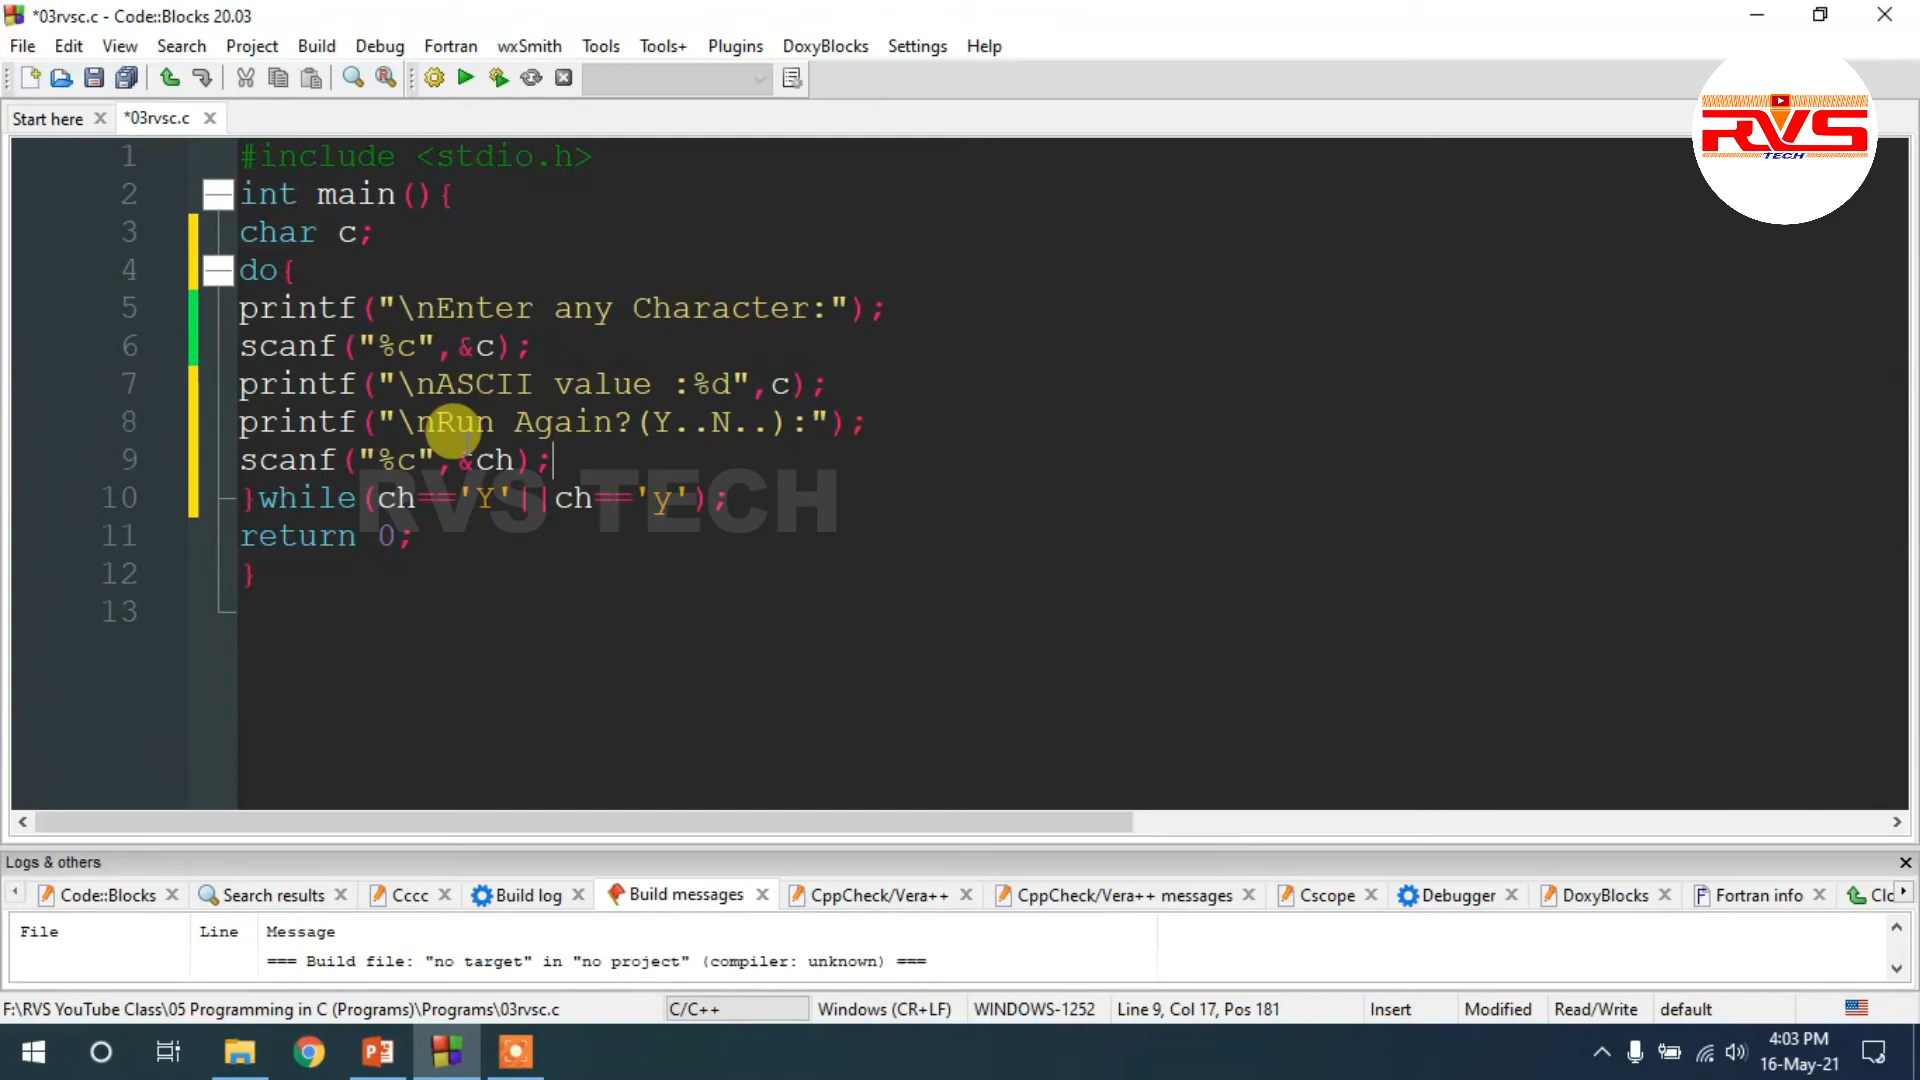 *03rvsc.c - Code::Blocks 20.03
File Edit View Search Project Build Debug Fortran wxSmith Tools Tools+ Plugins DoxyBlocks Settings Help
RVS
TECH
Start here *03rvsc.c
1 #include <stdio.h>
2 int main(){
3 char c;
4 do{
5 printf("\nEnter any Character:");
6 scanf("%c",&c);
7 printf("\nASCII value :%d",c);
8 printf("\nRun Again?(Y..N..):");
9 scanf("%c",&ch);
10 }while(ch=='Y'||ch=='y');
11 return 0;
12 }
13
RVS TECH
Logs & others
Code::Blocks Search results Cccc Build log Build messages CppCheck/Vera++ CppCheck/Vera++ messages Cscope Debugger DoxyBlocks Fortran info Clc
File Line Message
=== Build file: "no target" in "no project" (compiler: unknown) ===
F:\RVS YouTube Class\05 Programming in C (Programs)\Programs\03rvsc.c C/C++ Windows (CR+LF) WINDOWS-1252 Line 9, Col 17, Pos 181 Insert Modified Read/Write default
4:03 PM
16-May-21